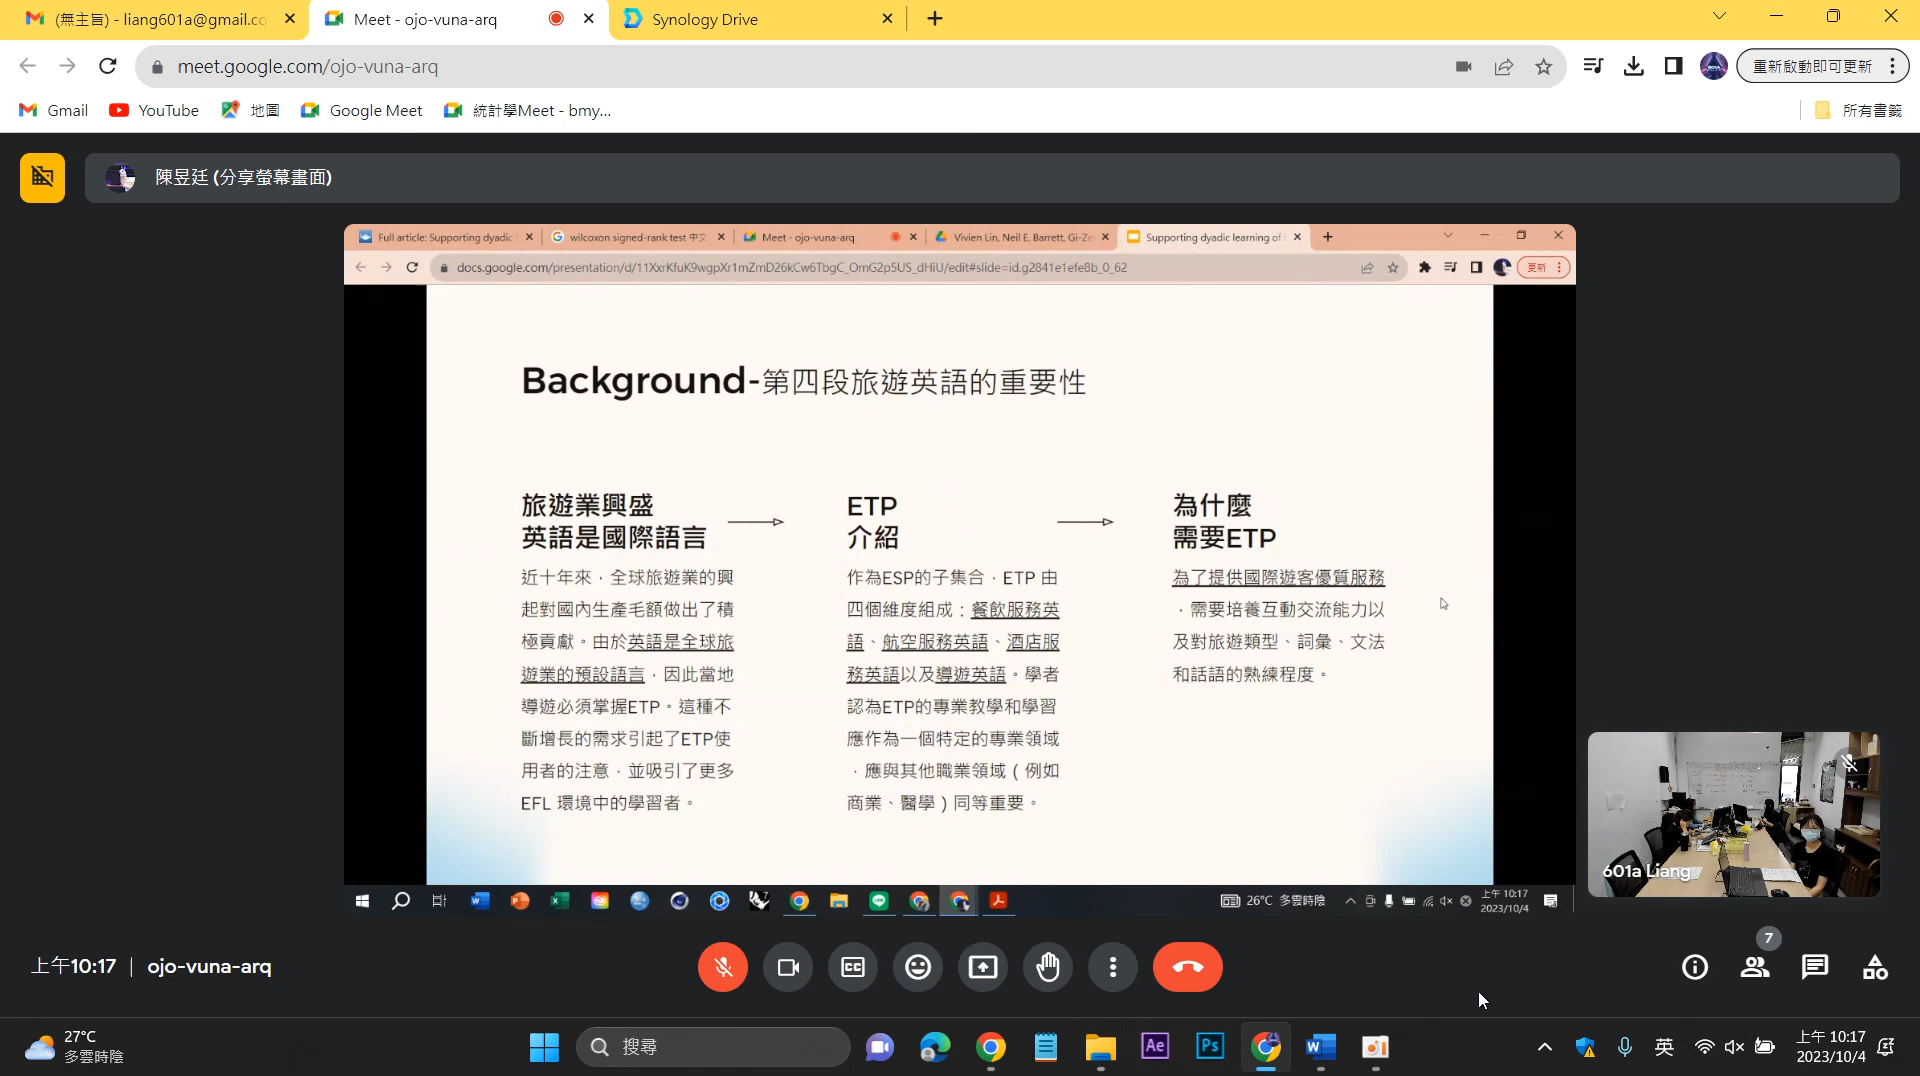 (無主旨) - liang601a@gmail.co
Meet - ojo-vuna-arq
Synology Drive
meet.google.com/ojo-vuna-arq
重新啟動即可更新
Gmail
YouTube
地圖
Google Meet
統計學Meet - bmy...
所有書籤
陳昱廷 (分享螢幕畫面)
Full article: Supporting dyadic
wilcoxon signed-rank test 中文
Meet - ojo-vuna-arq
Vivien Lin, Neil E. Barrett, Gi-Ze
Supporting dyadic learning of
docs.google.com/presentation/d/11XxrKfuK9wgpXr1mZmD26kCw6TbgC_OmG2p5US_dHiU/edit#slide=id.g2841e1efe8b_0_62
更新
Background-第四段旅遊英語的重要性
旅遊業興盛
英語是國際語言
近十年來，全球旅遊業的興
起對國內生產毛額做出了積
極貢獻。由於英語是全球旅
遊業的預設語言，因此當地
導遊必須掌握ETP。這種不
斷增長的需求引起了ETP使
用者的注意，並吸引了更多
EFL 環境中的學習者。
ETP
介紹
作為ESP的子集合，ETP 由
四個維度組成：餐飲服務英
語、航空服務英語、酒店服
務英語以及導遊英語。學者
認為ETP的專業教學和學習
應作為一個特定的專業領域
，應與其他職業領域（例如
商業、醫學）同等重要。
為什麼
需要ETP
為了提供國際遊客優質服務
，需要培養互動交流能力以
及對旅遊類型、詞彙、文法
和話語的熟練程度。
26°C 多雲時陰
上午 10:17
2023/10/4
601a Liang
上午10:17 | ojo-vuna-arq
7
27°C
多雲時陰
搜尋
Ae
Ps
英
上午 10:17
2023/10/4